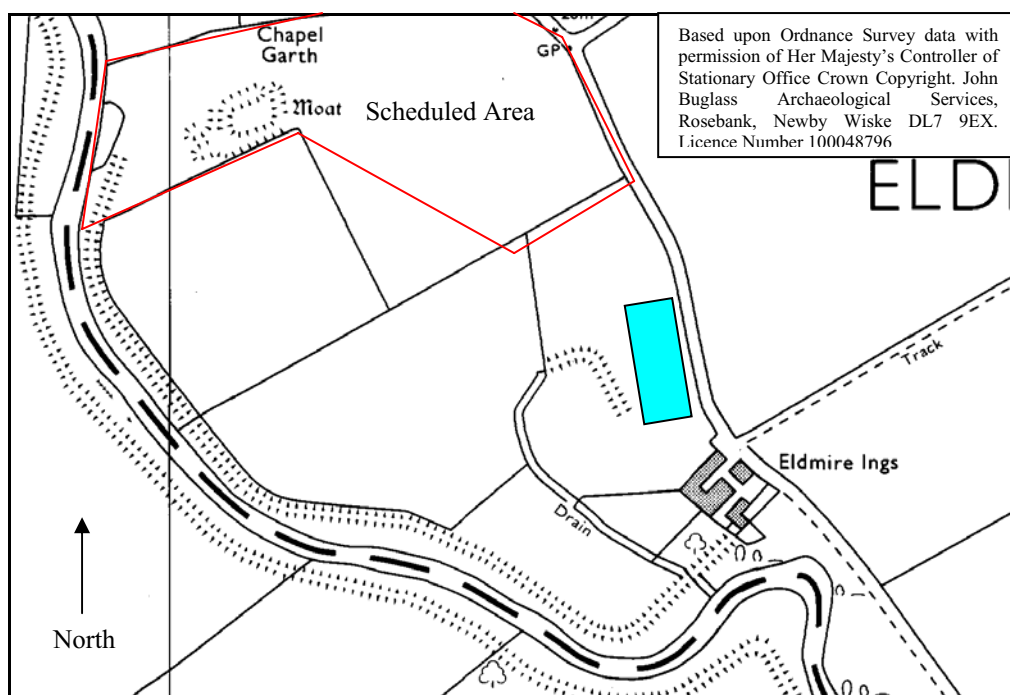 Based upon Ordnance Survey data with
permission of Her Majesty's Controller of
Stationary Office Crown Copyright. John
Buglass Archaeological Services,
Rosebank, Newby Wiske DL7 9EX.
Licence Number 100048796
Chapel
Garth
GP
Moat
Scheduled Area
Track
Eldmire Ings
Drain
North